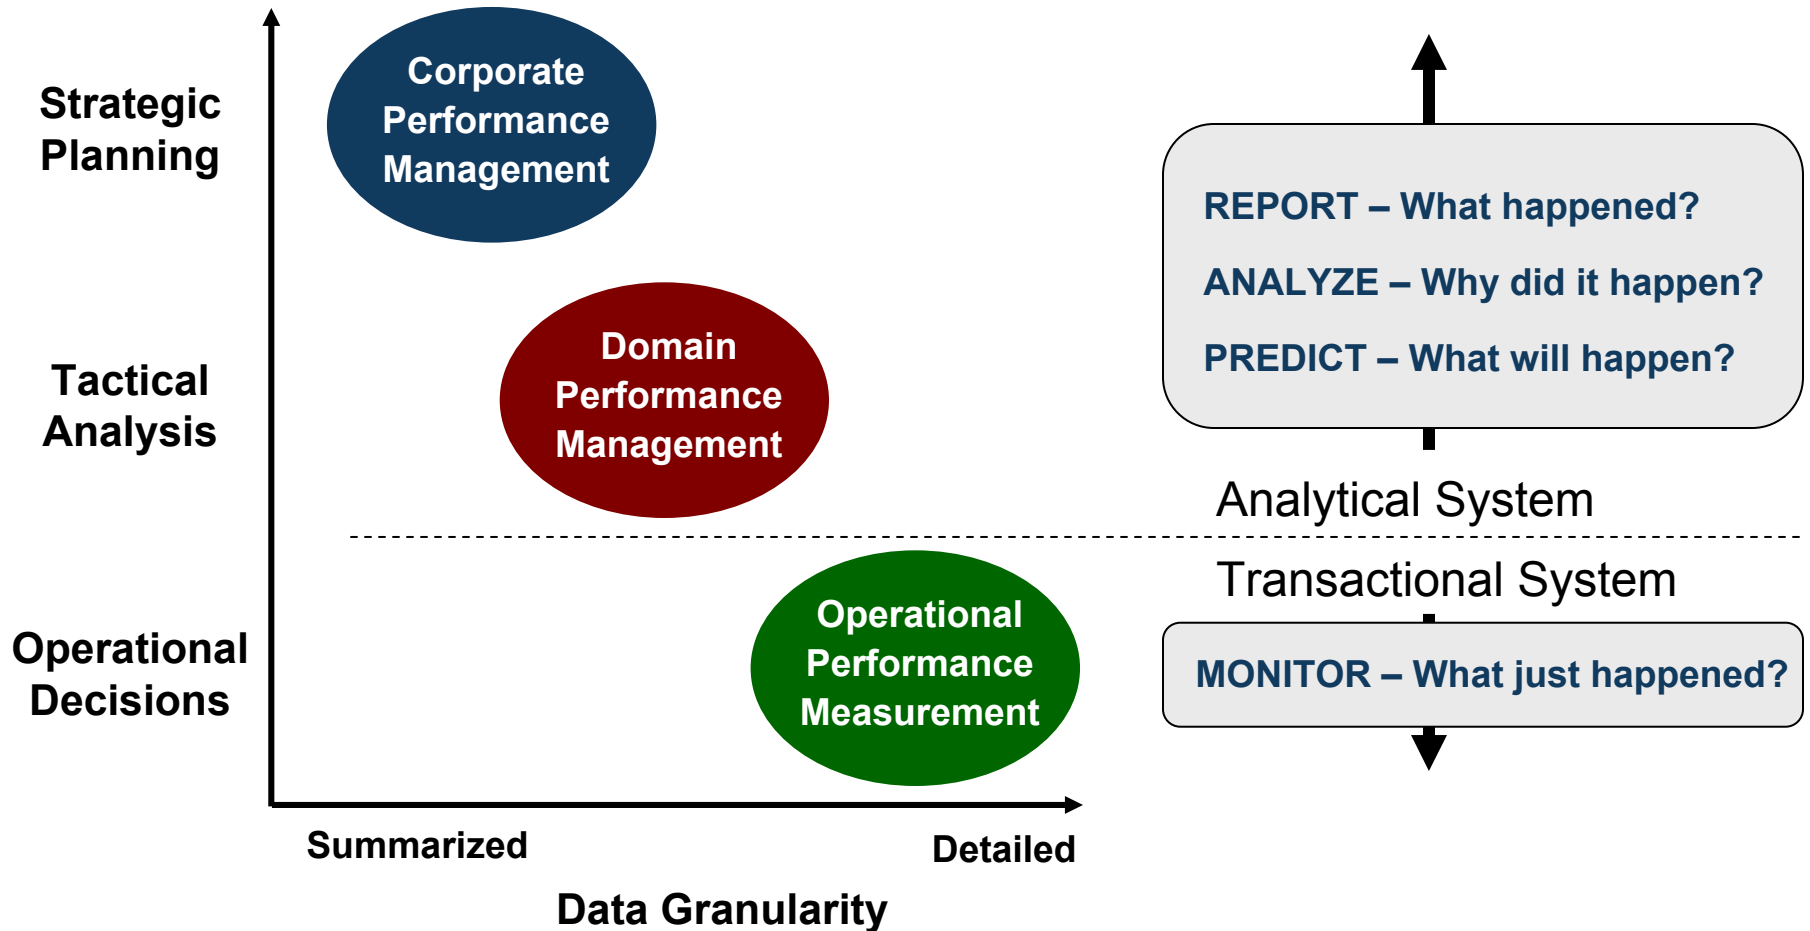 Strategic
Planning
Corporate
Performance
Management
REPORT – What happened?
ANALYZE – Why did it happen?
PREDICT – What will happen?
Tactical
Analysis
Domain
Performance
Management
Analytical System
Transactional System
Operational
Decisions
Operational
Performance
Measurement
MONITOR – What just happened?
Summarized
Detailed
Data Granularity